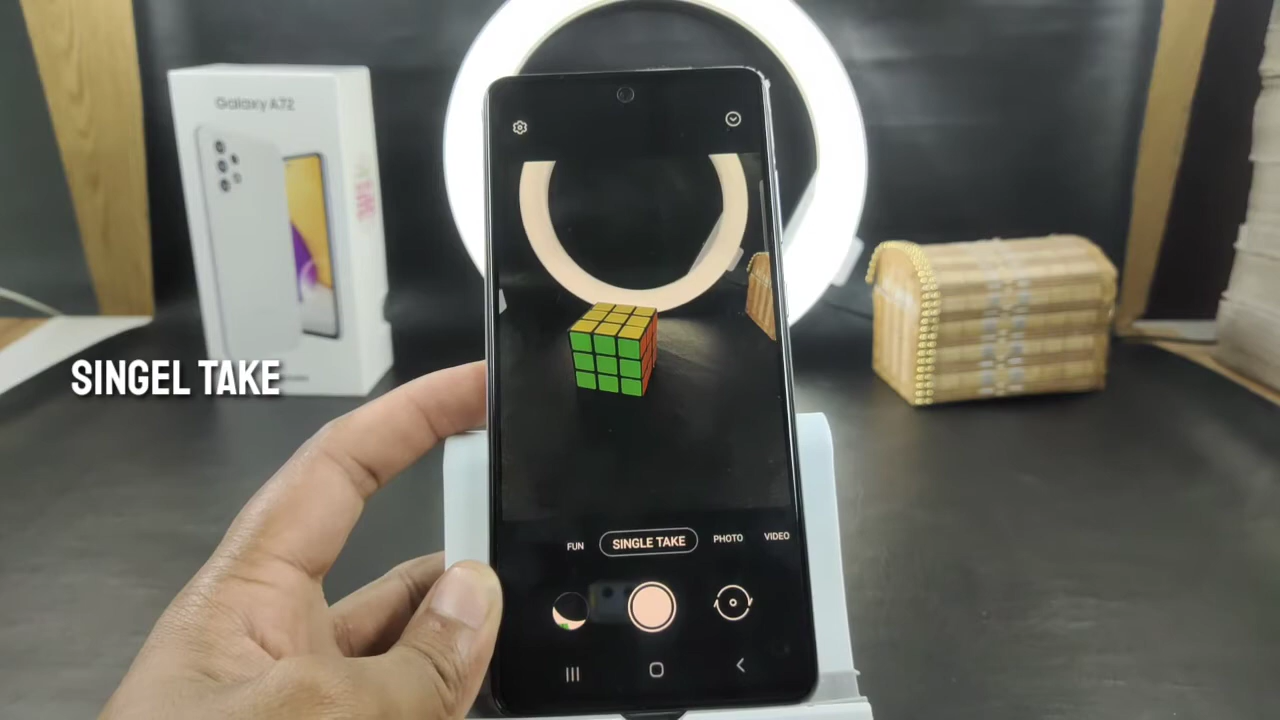 Galaxy A72
SINGEL TAKE
FUN
SINGLE TAKE
PHOTO
VIDEO